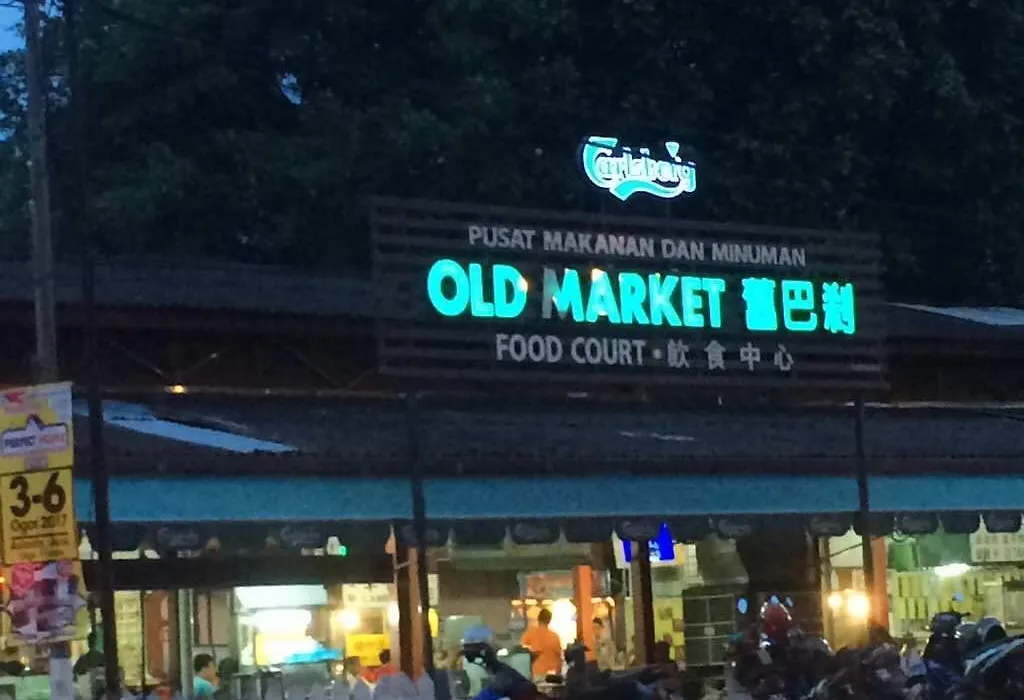 Carlsberg
PUSAT MAKANAN DAN MINUMAN
OLD MARKET 舊巴剎
FOOD COURT • 飲食中心
PERFECT
3-6
Ogos 2017